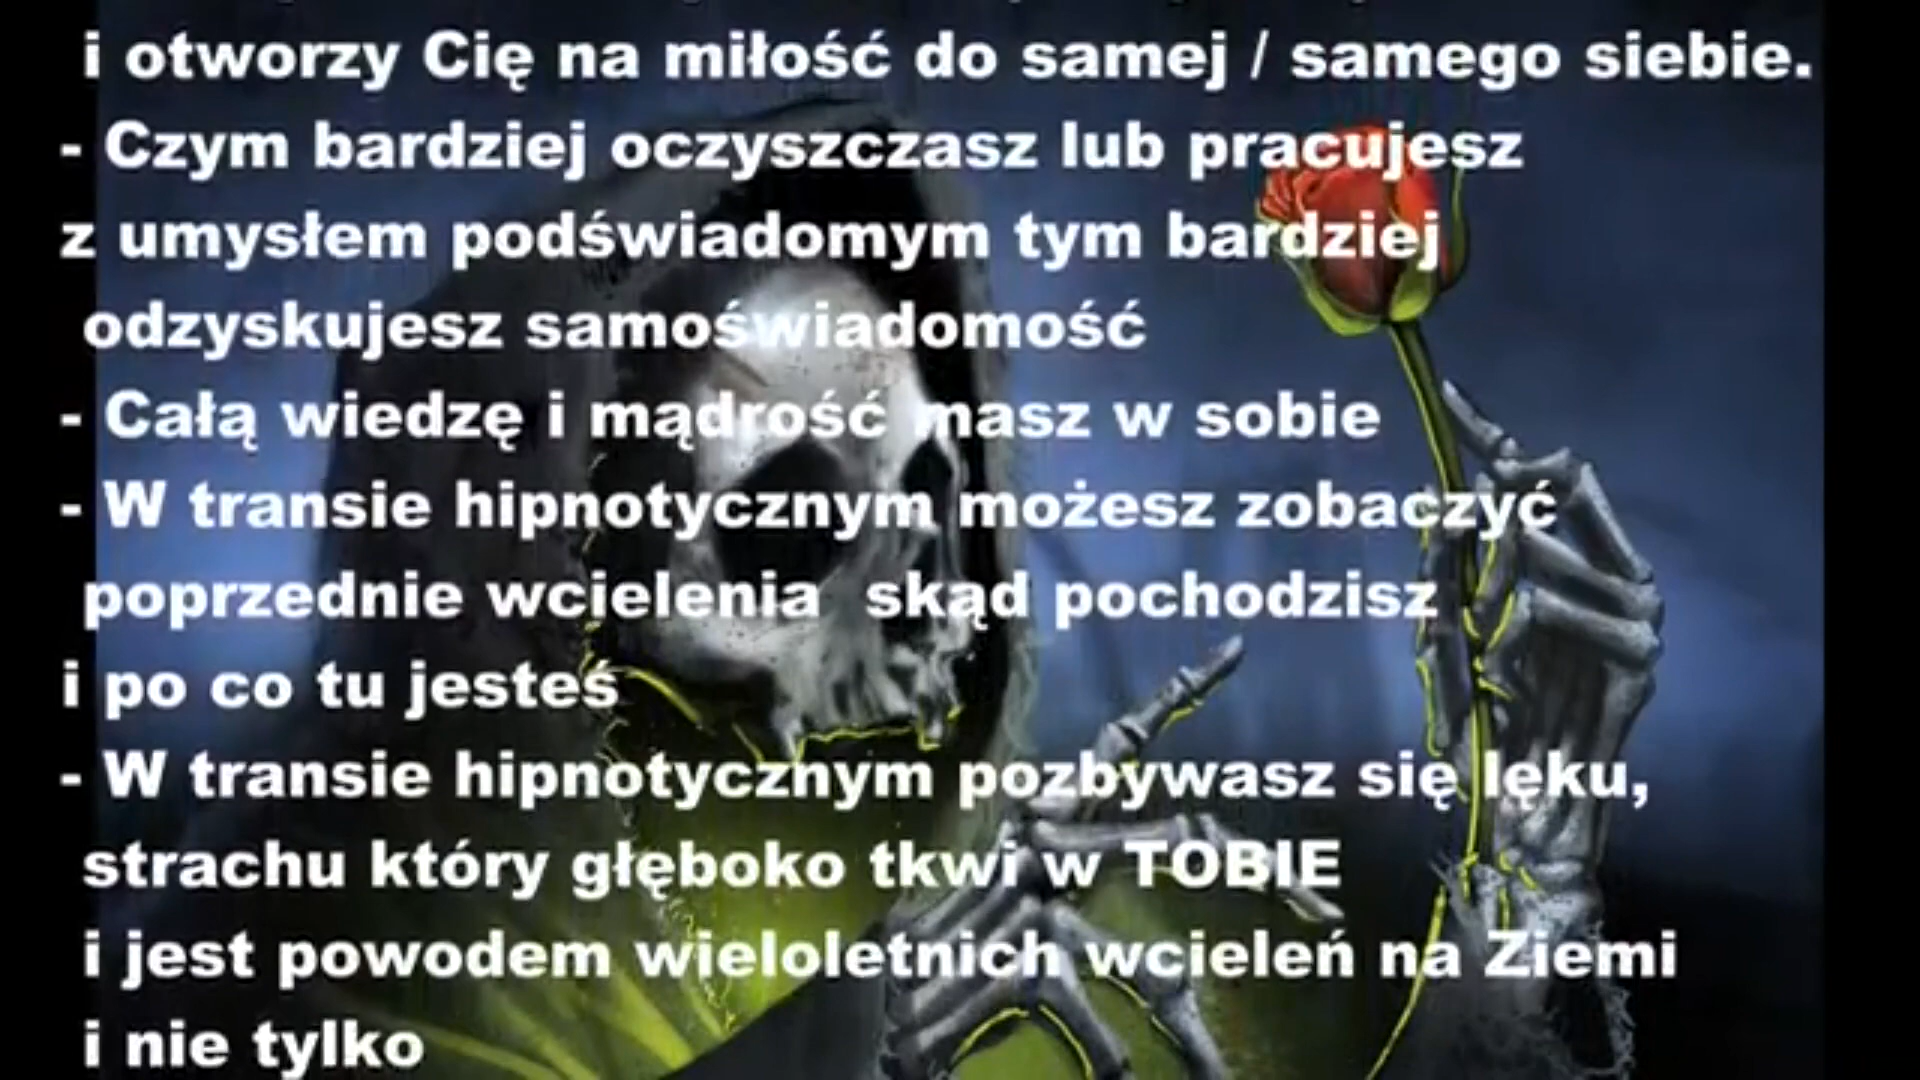 i otworzy Cię na miłość do samej / samego siebie.
- Czym bardziej oczyszczasz lub pracujesz
z umysłem podświadomym tym bardziej
odzyskujesz samoświadomość
- Całą wiedzę i mądrość masz w sobie
- W transie hipnotycznym możesz zobaczyć
poprzednie wcielenia skąd pochodzisz
i po co tu jesteś
- W transie hipnotycznym pozbywasz się lęku,
strachu który głęboko tkwi w TOBIE
i jest powodem wieloletnich wcieleń na Ziemi
i nie tylko